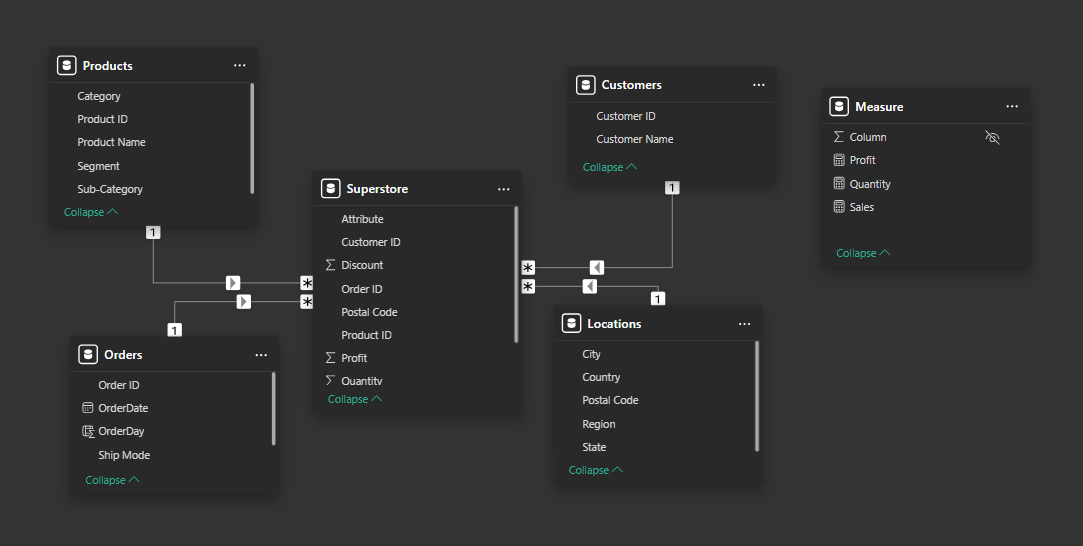 Products
Category
Product ID
Product Name
Segment
Sub-Category
Collapse
1
Orders
Order ID
OrderDate
OrderDay
Ship Mode
Collapse
1
Superstore
Attribute
Customer ID
Discount
Order ID
Postal Code
Product ID
Profit
Quantity
Collapse
*
*
*
*
Customers
Customer ID
Customer Name
Collapse
1
Locations
City
Country
Postal Code
Region
State
Collapse
1
Measure
Column
Profit
Quantity
Sales
Collapse